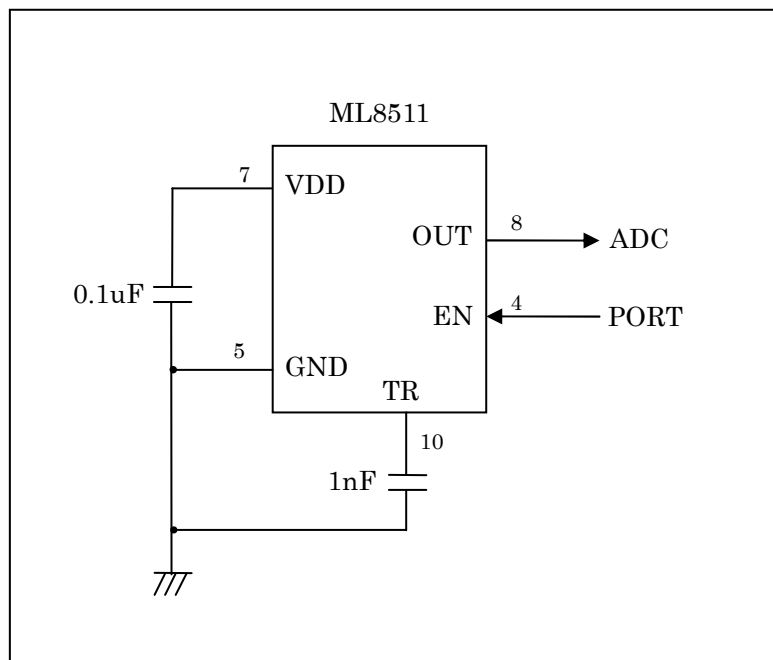 ML8511
7
VDD
OUT
8
ADC
0.1uF
EN
4
PORT
5
GND
TR
10
1nF